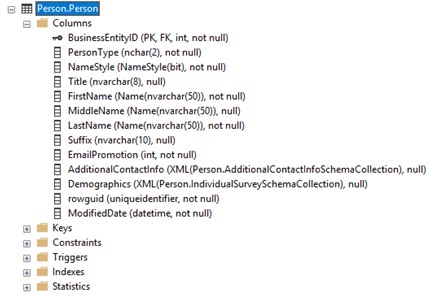 Person.Person
Columns
BusinessEntityID (PK, FK, int, not null)
PersonType (nchar(2), not null)
NameStyle (NameStyle(bit), not null)
Title (nvarchar(8), null)
FirstName (Name(nvarchar(50)), not null)
MiddleName (Name(nvarchar(50)), null)
LastName (Name(nvarchar(50)), not null)
Suffix (nvarchar(10), null)
EmailPromotion (int, not null)
AdditionalContactInfo (XML(Person.AdditionalContactInfoSchemaCollection), null)
Demographics (XML(Person.IndividualSurveySchemaCollection), null)
rowguid (uniqueidentifier, not null)
ModifiedDate (datetime, not null)
Keys
Constraints
Triggers
Indexes
Statistics